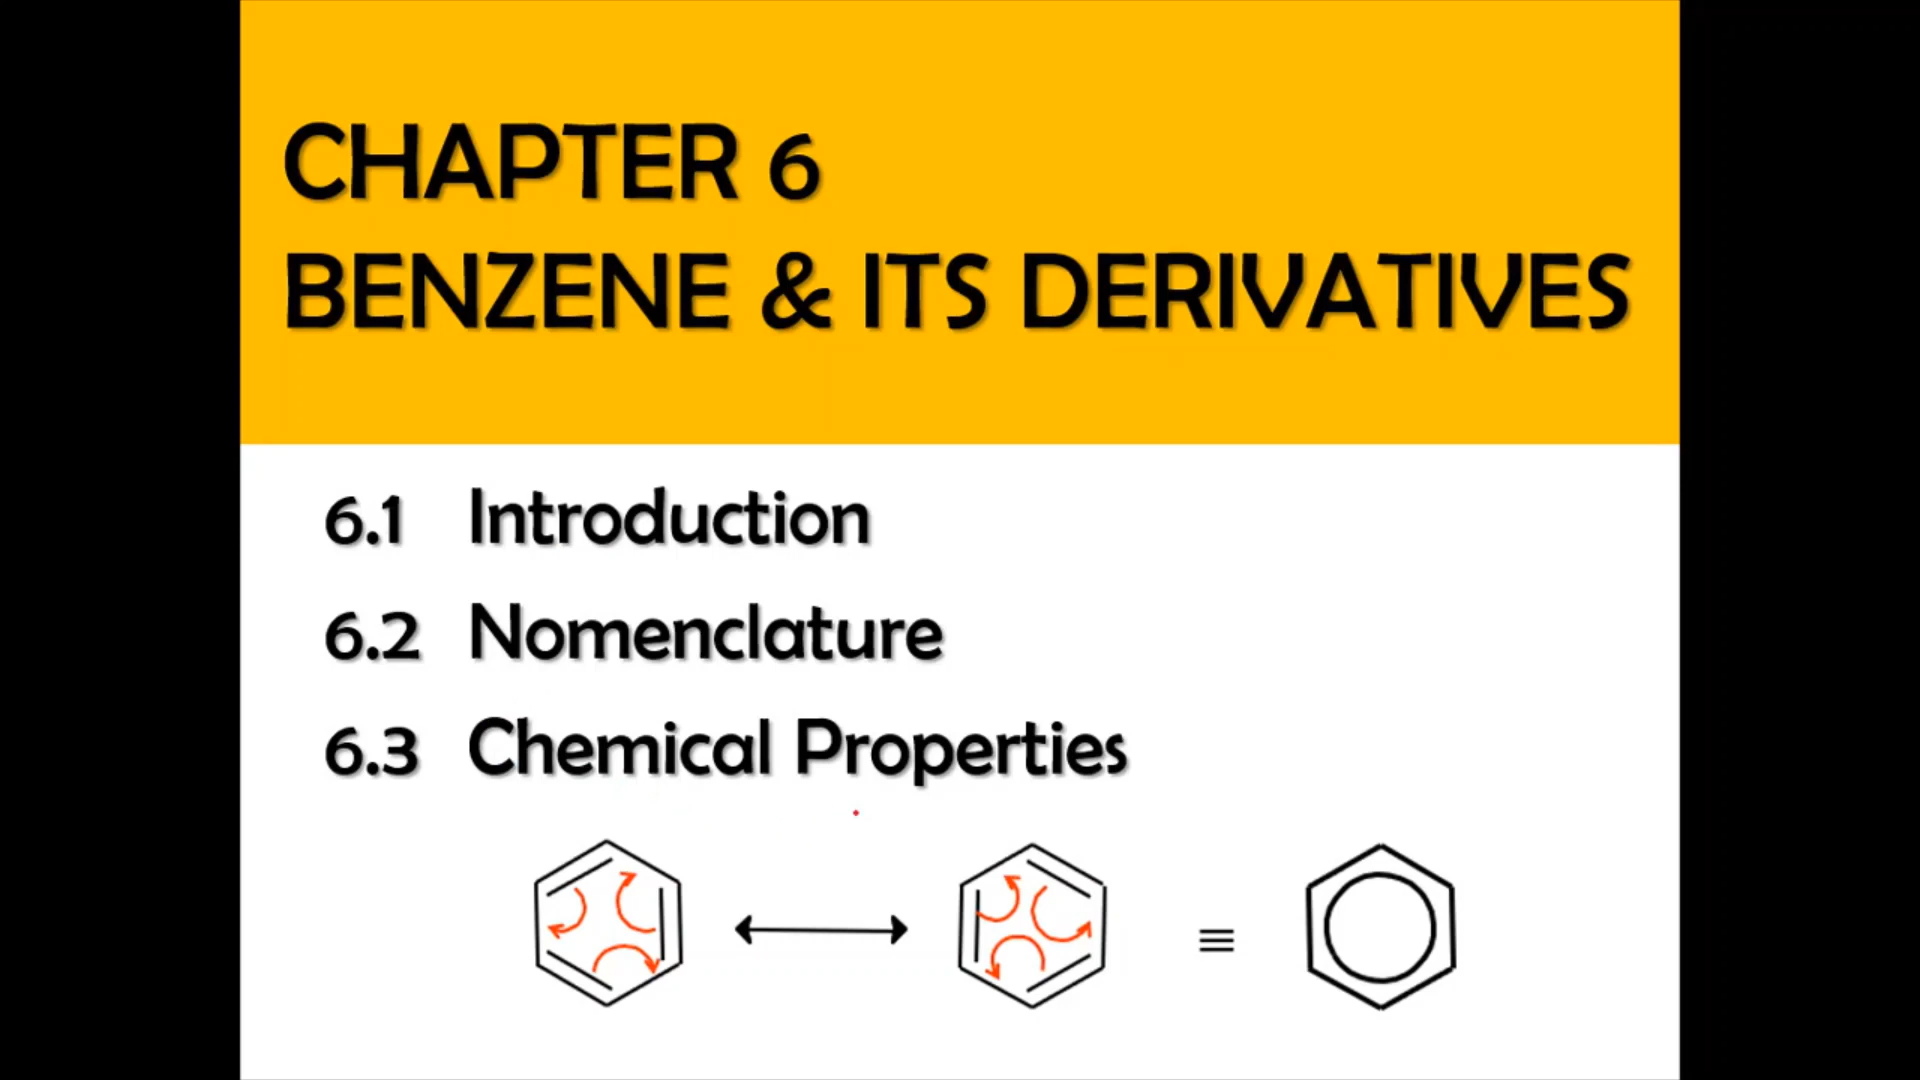 CHAPTER 6
BENZENE & ITS DERIVATIVES
6.1 Introduction
6.2 Nomenclature
6.3 Chemical Properties
≡